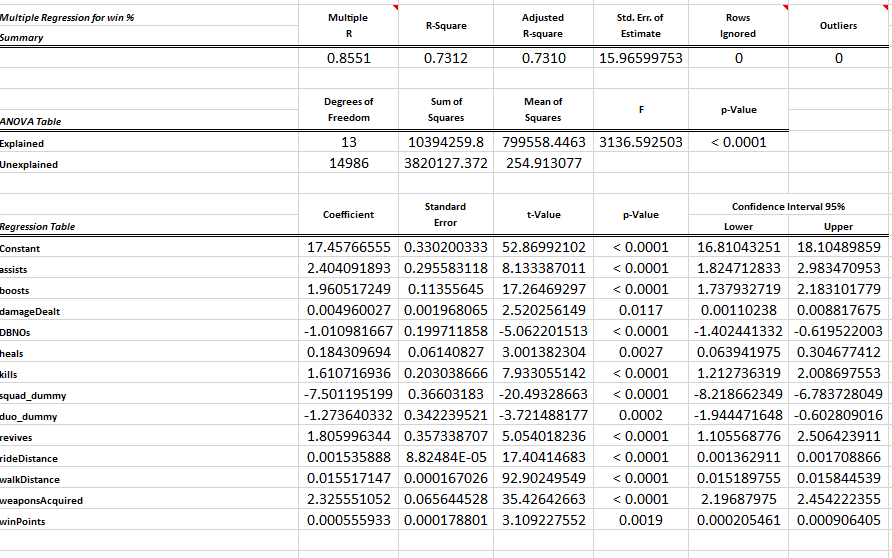 Multiple Regression for win %
Multiple R R-Square Adjusted R-square Std. Err. of Estimate Rows Ignored Outliers
Summary
0.8551 0.7312 0.7310 15.96599753 0 0
Degrees of Freedom Sum of Squares Mean of Squares F p-Value
ANOVA Table
Explained 13 10394259.8 799558.4463 3136.592503 < 0.0001
Unexplained 14986 3820127.372 254.913077
Coefficient Standard Error t-Value p-Value Confidence Interval 95%
Regression Table Lower Upper
Constant 17.45766555 0.330200333 52.86992102 < 0.0001 16.81043251 18.10489859
assists 2.404091893 0.295583118 8.133387011 < 0.0001 1.824712833 2.983470953
boosts 1.960517249 0.11355645 17.26469297 < 0.0001 1.737932719 2.183101779
damageDealt 0.004960027 0.001968065 2.520256149 0.0117 0.00110238 0.008817675
DBNOs -1.010981667 0.199711858 -5.062201513 < 0.0001 -1.402441332 -0.619522003
heals 0.184309694 0.06140827 3.001382304 0.0027 0.063941975 0.304677412
kills 1.610716936 0.203038666 7.933055142 < 0.0001 1.212736319 2.008697553
squad_dummy -7.501195199 0.36603183 -20.49328663 < 0.0001 -8.218662349 -6.783728049
duo_dummy -1.273640332 0.342239521 -3.721488177 0.0002 -1.944471648 -0.602809016
revives 1.805996344 0.357338707 5.054018236 < 0.0001 1.105568776 2.506423911
rideDistance 0.001535888 8.82484E-05 17.40414683 < 0.0001 0.001362911 0.001708866
walkDistance 0.015517147 0.000167026 92.90249549 < 0.0001 0.015189755 0.015844539
weaponsAcquired 2.325551052 0.065644528 35.42642663 < 0.0001 2.19687975 2.454222355
winPoints 0.000555933 0.000178801 3.109227552 0.0019 0.000205461 0.000906405